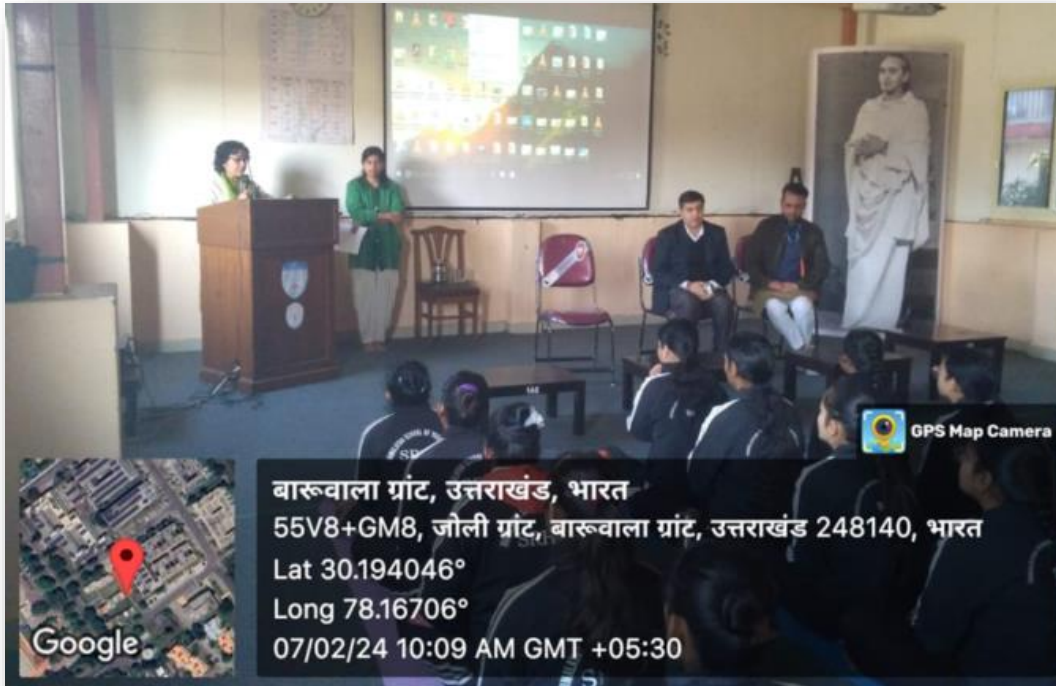 GPS Map Camera
बारूवाला ग्रांट, उत्तराखंड, भारत
55V8+GM8, जोली ग्रांट, बारूवाला ग्रांट, उत्तराखंड 248140, भारत
Lat 30.194046°
Long 78.16706°
07/02/24 10:09 AM GMT +05:30
Google